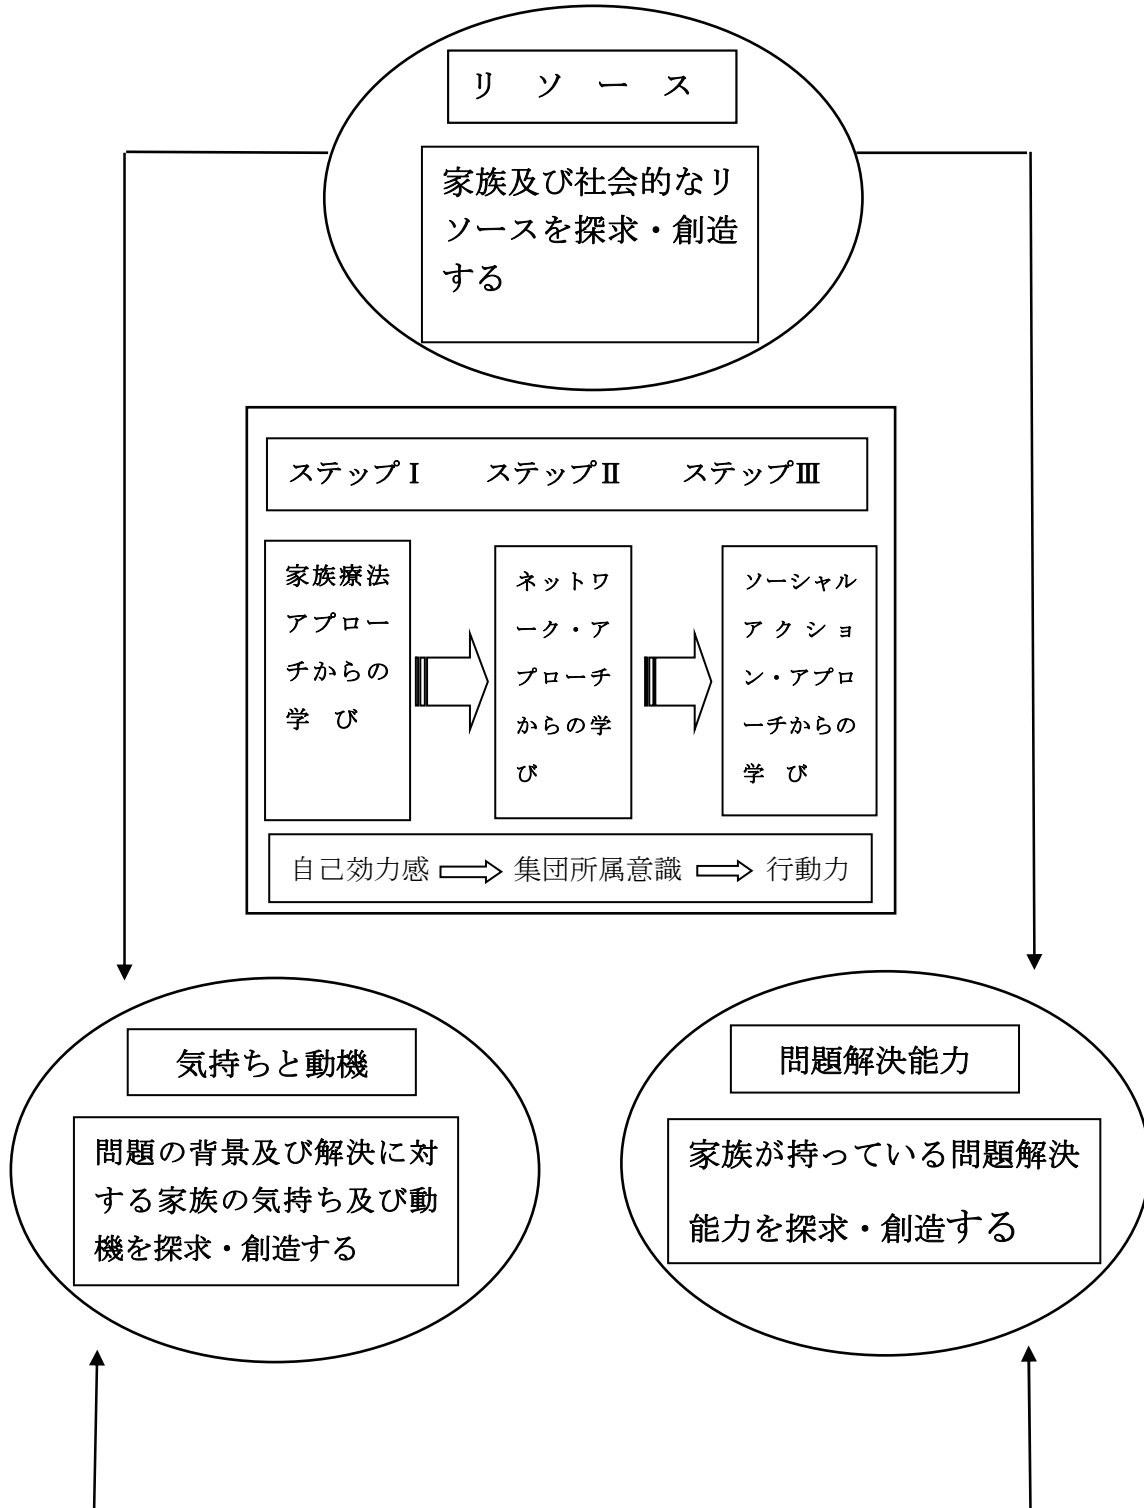 リ ソ ー ス
家族及び社会的なリ
ソースを探求・創造
する
ステップⅠ ステップⅡ ステップⅢ
家族療法
アプロー
チからの
学 び
ネットワ
ーク・ア
プローチ
からの学
び
ソーシャル
アクショ
ン・アプロ
ーチからの
学 び
自己効力感 集団所属意識 行動力
気持ちと動機
問題の背景及び解決に対
する家族の気持ち及び動
機を探求・創造する
問題解決能力
家族が持っている問題解決
能力を探求・創造する